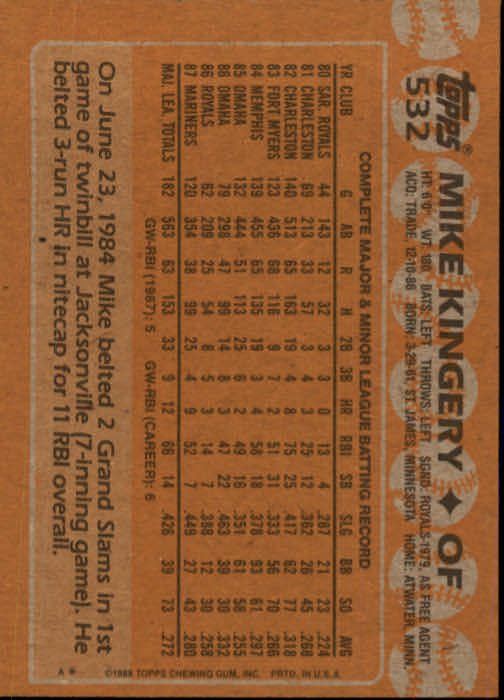 topps®
532
MIKE KINGERY ✦ OF
HT: 6'0" WT: 180 BATS: LEFT THROWS: LEFT SGND: ROYALS-1979, AS FREE AGENT
ACQ: TRADE, 12-10-86 BORN: 3-29-61, ST. JAMES, MINNESOTA HOME: ATWATER, MINN.
COMPLETE MAJOR & MINOR LEAGUE BATTING RECORD
YR CLUB G AB R H 2B 3B HR RBI SB SLG BB SO AVG
80 SAR. ROYALS 44 143 12 32 3 3 0 13 4 .287 21 23 .224
81 CHARLESTON 69 213 33 57 3 4 3 25 12 .362 26 45 .268
82 CHARLESTON 140 513 65 163 19 4 8 75 25 .417 62 77 .318
83 FORT MYERS 123 436 68 116 9 7 2 51 31 .333 56 70 .266
84 MEMPHIS 139 455 65 135 19 3 4 58 18 .378 93 61 .297
85 OMAHA 132 444 51 113 25 6 2 49 16 .351 61 58 .255
86 OMAHA 79 298 47 99 14 8 3 47 22 .463 39 30 .332
86 ROYALS 62 209 25 54 8 5 3 14 7 .388 12 30 .258
87 MARINERS 120 354 38 99 25 4 9 52 7 .449 27 43 .280
MAJ. LEA. TOTALS 182 563 63 153 33 9 12 66 14 .426 39 73 .272
GW-RBI (1987): 5 GW-RBI (CAREER): 6
On June 23, 1984 Mike belted 2 Grand Slams in 1st
game of twinbill at Jacksonville (7-inning game). He
belted 3-run HR in nitecap for 11 RBI overall.
©1988 TOPPS CHEWING GUM, INC. PRTD. IN U.S.A.
A*